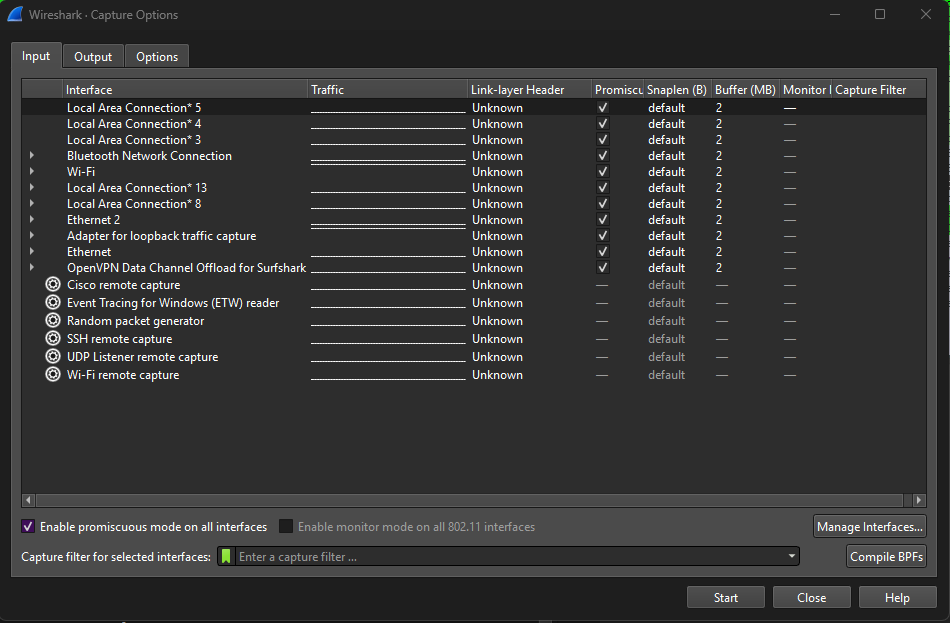 Wireshark · Capture Options
Input Output Options
Interface Traffic Link-layer Header Promiscu Snaplen (B) Buffer (MB) Monitor Capture Filter
Local Area Connection* 5 Unknown default 2 —
Local Area Connection* 4 Unknown default 2 —
Local Area Connection* 3 Unknown default 2 —
Bluetooth Network Connection Unknown default 2 —
Wi-Fi Unknown default 2 —
Local Area Connection* 13 Unknown default 2 —
Local Area Connection* 8 Unknown default 2 —
Ethernet 2 Unknown default 2 —
Adapter for loopback traffic capture Unknown default 2 —
Ethernet Unknown default 2 —
OpenVPN Data Channel Offload for Surfshark Unknown default 2 —
Cisco remote capture Unknown — default — —
Event Tracing for Windows (ETW) reader Unknown — default — —
Random packet generator Unknown — default — —
SSH remote capture Unknown — default — —
UDP Listener remote capture Unknown — default — —
Wi-Fi remote capture Unknown — default — —
Enable promiscuous mode on all interfaces Enable monitor mode on all 802.11 interfaces Manage Interfaces...
Capture filter for selected interfaces: Enter a capture filter ... Compile BPFs
Start Close Help